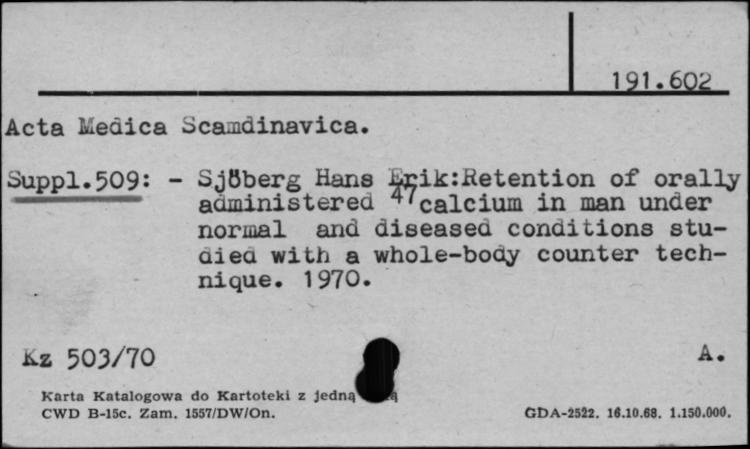 191.602
Acta Medica Scamdinavica.
Suppl.509: - Sjöberg Hans Erik:Retention of orally
administered 47calcium in man under
normal and diseased conditions stu-
died with a whole-body counter tech-
nique. 1970.
Kz 503/70 A.
Karta Katalogowa do Kartoteki z jedną
CWD B-15c. Zam. 1557/DW/On. GDA-2522. 16.10.68. 1.150.000.